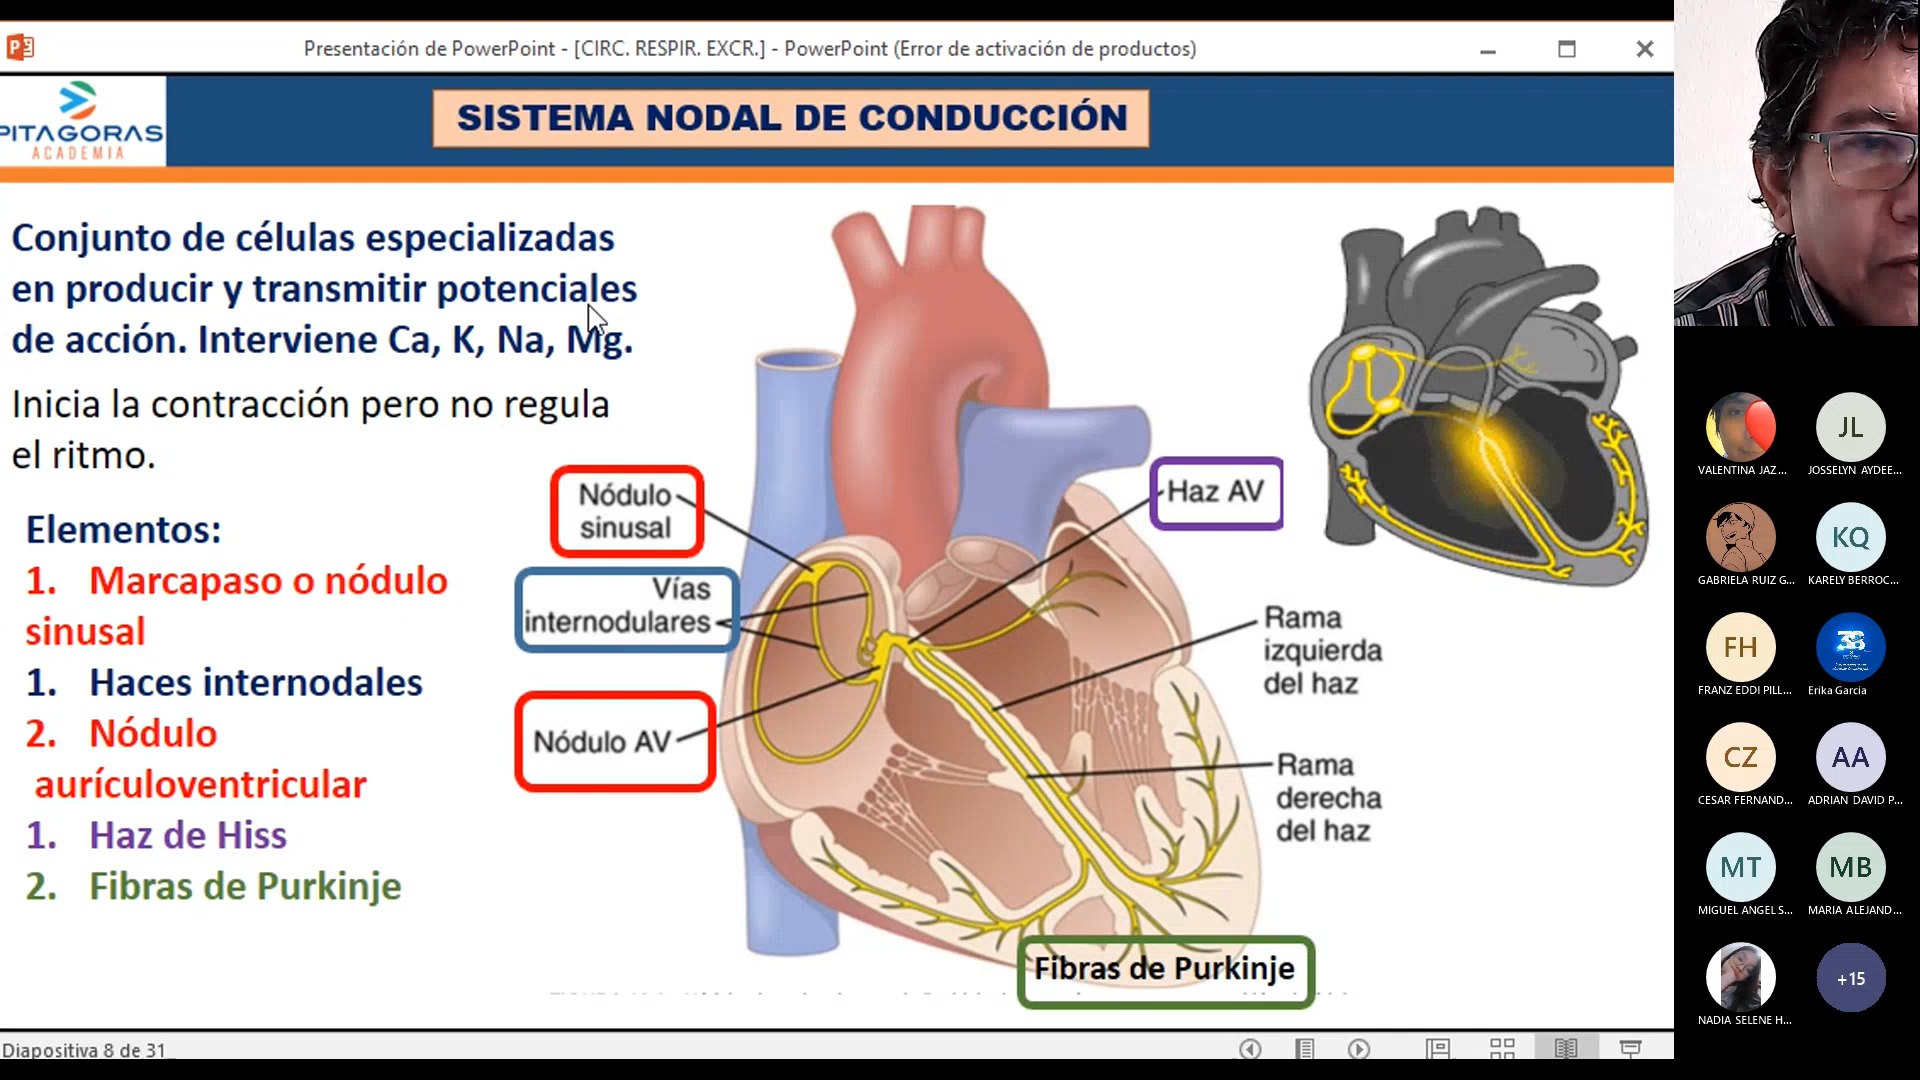 Presentación de PowerPoint - [CIRC. RESPIR. EXCR.] - PowerPoint (Error de activación de productos)
PITAGORAS
ACADEMIA
SISTEMA NODAL DE CONDUCCIÓN
Conjunto de células especializadas
en producir y transmitir potenciales
de acción. Interviene Ca, K, Na, Mg.
Inicia la contracción pero no regula
el ritmo.
Elementos:
1. Marcapaso o nódulo
sinusal
1. Haces internodales
2. Nódulo
aurículoventricular
1. Haz de Hiss
2. Fibras de Purkinje
Nódulo
sinusal
Vías
internodulares
Nódulo AV
Haz AV
Rama
izquierda
del haz
Rama
derecha
del haz
Fibras de Purkinje
Diapositiva 8 de 31
VALENTINA JAZ...
JL
JOSSELYN AYDEE...
GABRIELA RUIZ G...
KQ
KARELY BERROC...
FH
FRANZ EDDI PILL...
38
Erika Garcia
CZ
CESAR FERNAND...
AA
ADRIAN DAVID P...
MT
MIGUEL ANGEL S...
MB
MARIA ALEJAND...
NADIA SELENE H...
+15